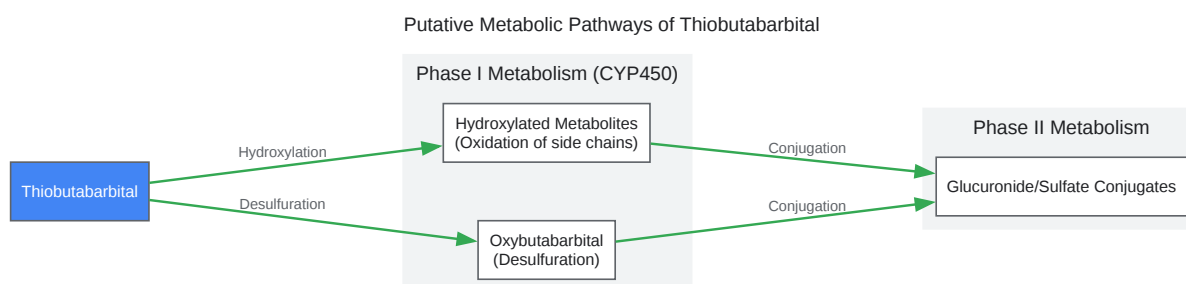 Putative Metabolic Pathways of Thiobutabarbital
Phase I Metabolism (CYP450)
Hydroxylated Metabolites
(Oxidation of side chains)
Phase II Metabolism
Hydroxylation
Conjugation
Thiobutabarbital
Glucuronide/Sulfate Conjugates
Desulfuration
Conjugation
Oxybutabarbital
(Desulfuration)